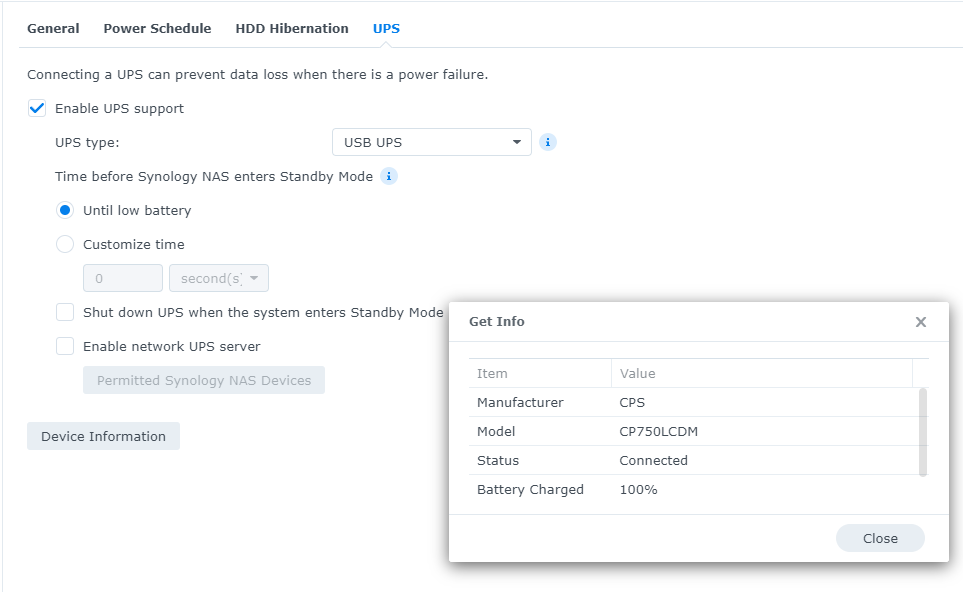 General Power Schedule HDD Hibernation UPS
Connecting a UPS can prevent data loss when there is a power failure.
Enable UPS support
UPS type: USB UPS
Time before Synology NAS enters Standby Mode
Until low battery
Customize time
0 second(s)
Shut down UPS when the system enters Standby Mode
Enable network UPS server
Permitted Synology NAS Devices
Device Information
Get Info
Item Value
Manufacturer CPS
Model CP750LCDM
Status Connected
Battery Charged 100%
Close